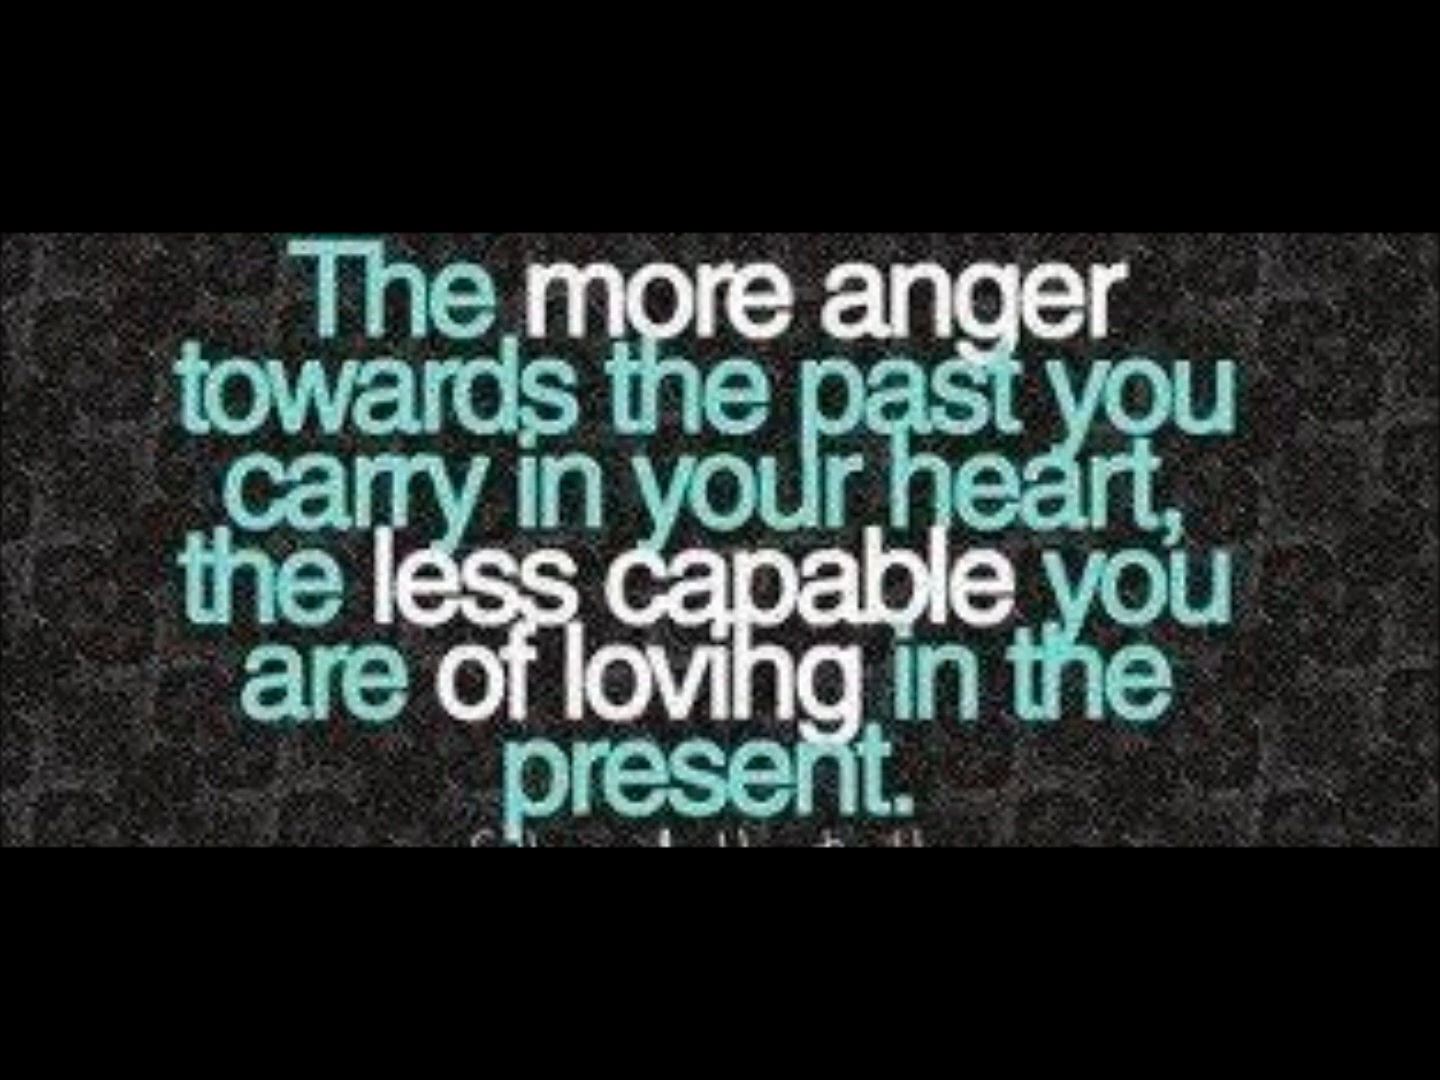 The more anger
towards the past you
carry in your heart,
the less capable you
are of loving in the
present.